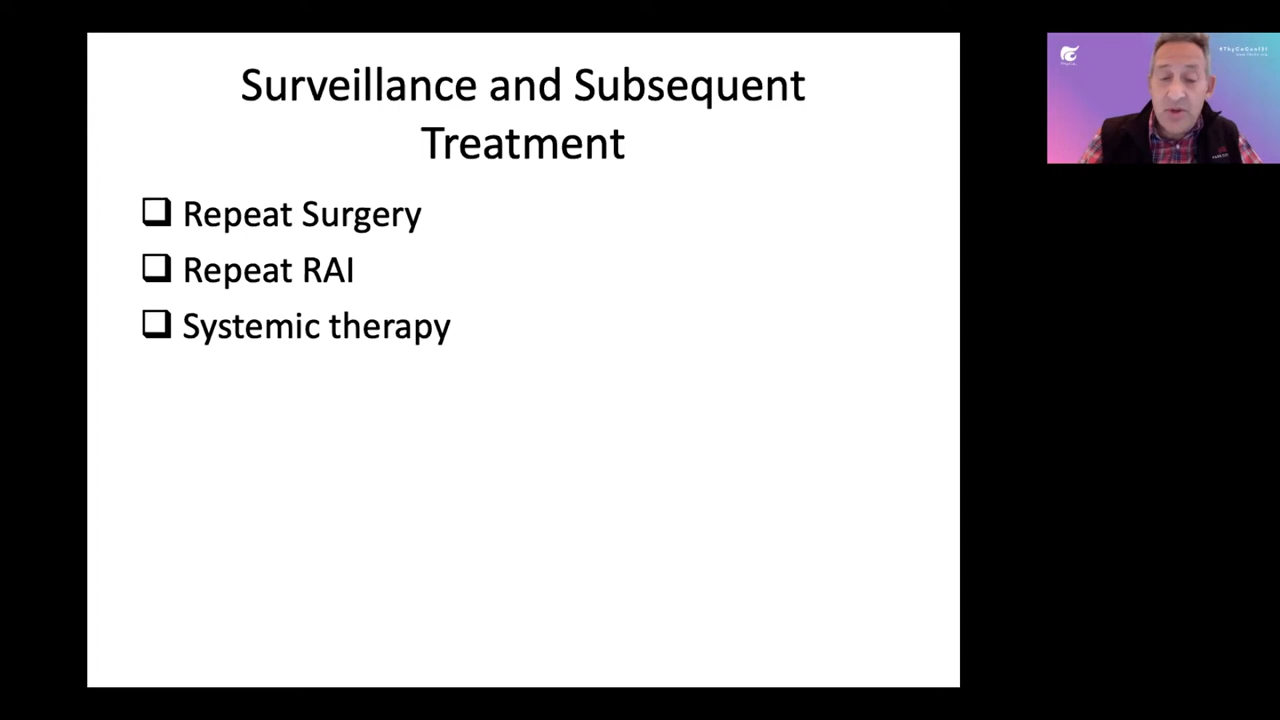 Surveillance and Subsequent
Treatment
Repeat Surgery
Repeat RAI
Systemic therapy